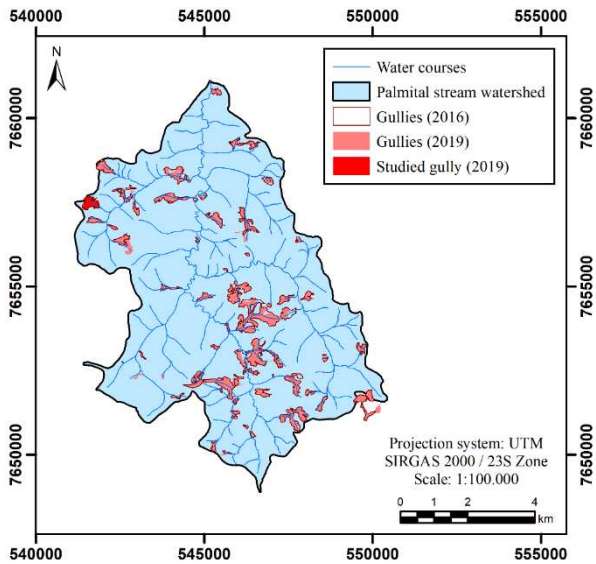 540000 545000 550000 555000
N
Water courses
Palmital stream watershed
Gullies (2016)
Gullies (2019)
Studied gully (2019)
7660000 7660000
7655000 7655000
7650000 7650000
Projection system: UTM
SIRGAS 2000 / 23S Zone
Scale: 1:100.000
0 1 2 4
km
540000 545000 550000 555000